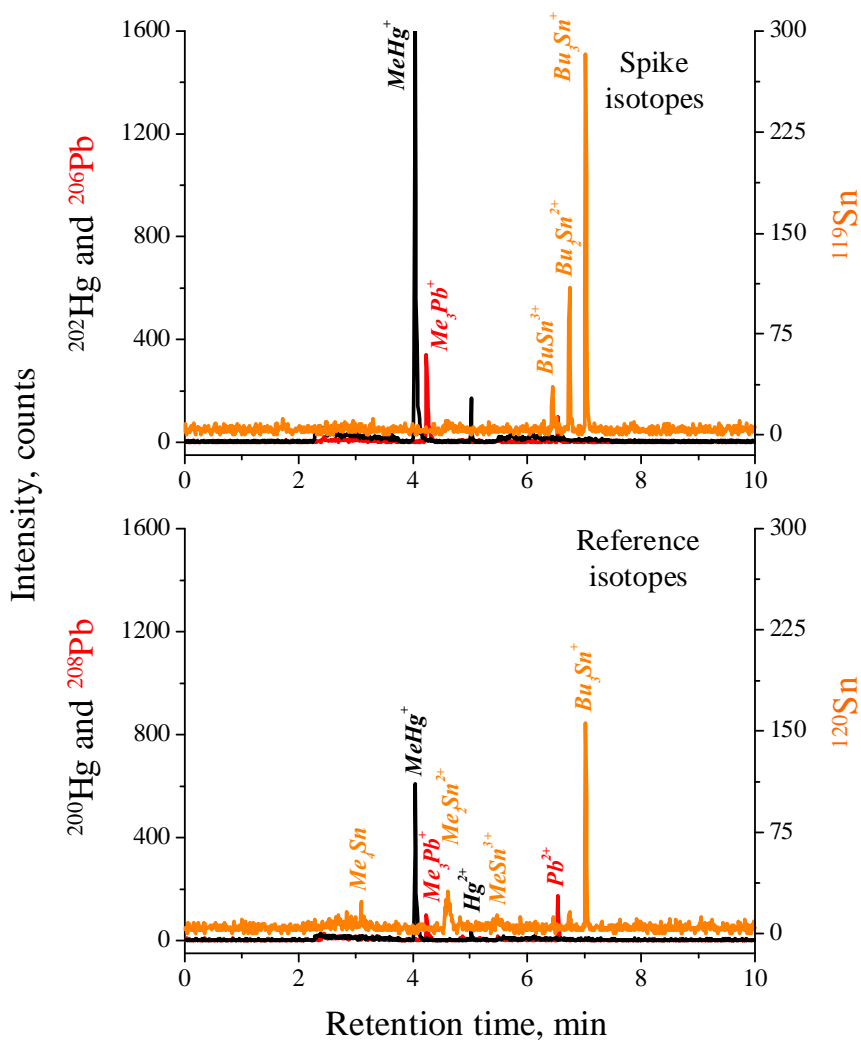 Intensity, counts
²⁰²Hg and ²⁰⁶Pb
1600
1200
800
400
0
MeHg⁺
Me₃Pb⁺
BuSn³⁺
Bu₂Sn²⁺
Bu₃Sn⁺
Spike
isotopes
300
225
150
75
0
¹¹⁹Sn
0 2 4 6 8 10
²⁰⁰Hg and ²⁰⁸Pb
1600
1200
800
400
0
Me₄Sn
MeHg⁺
Me₃Pb⁺
Me₂Sn²⁺
Hg²⁺
MeSn³⁺
Pb²⁺
Bu₃Sn⁺
Reference
isotopes
300
225
150
75
0
¹²⁰Sn
0 2 4 6 8 10
Retention time, min